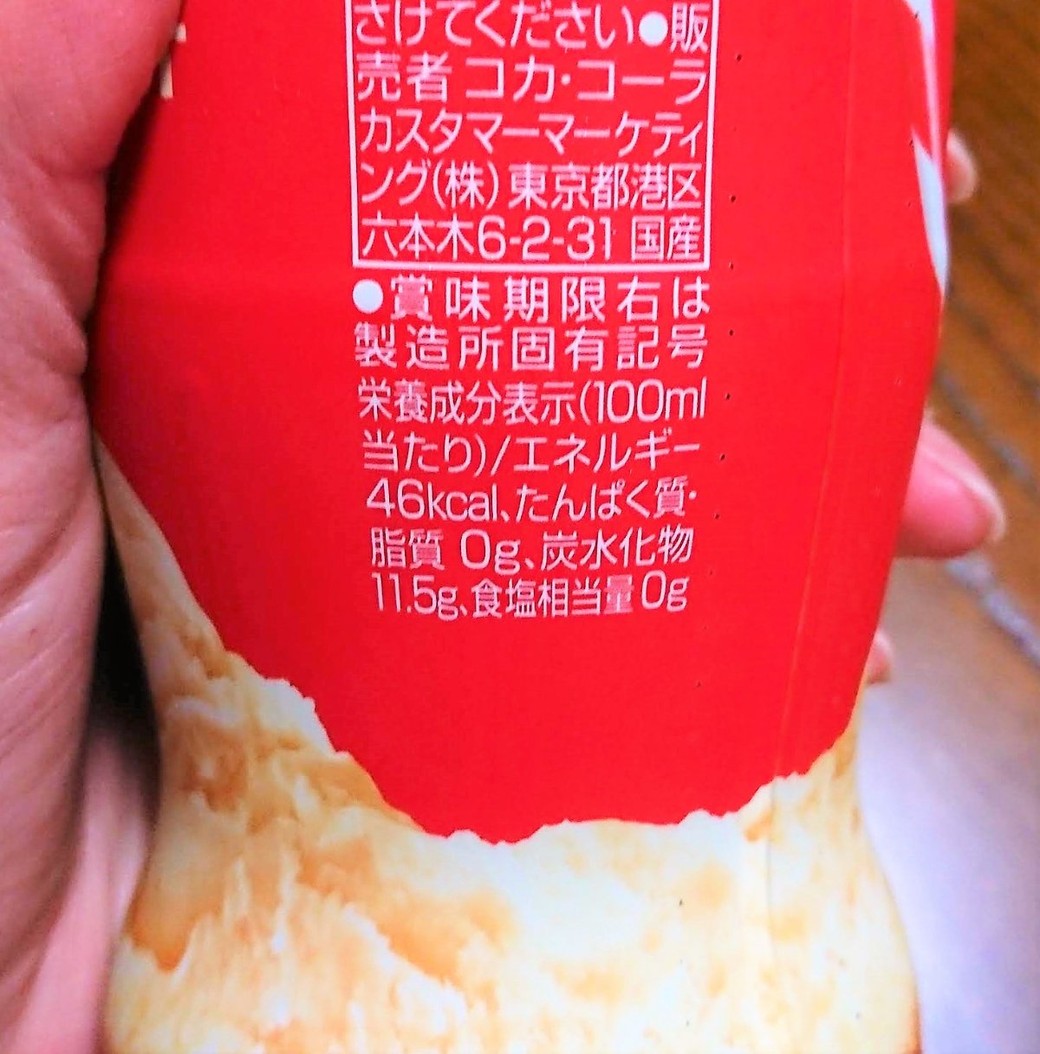 さけてください●販
売者 コカ・コーラ
カスタマーマーケティ
ング(株) 東京都港区
六本木6-2-31 国産
●賞味期限右は
製造所固有記号
栄養成分表示(100ml
当たり)/エネルギー
46kcal、たんぱく質・
脂質 0g、炭水化物
11.5g、食塩相当量0g